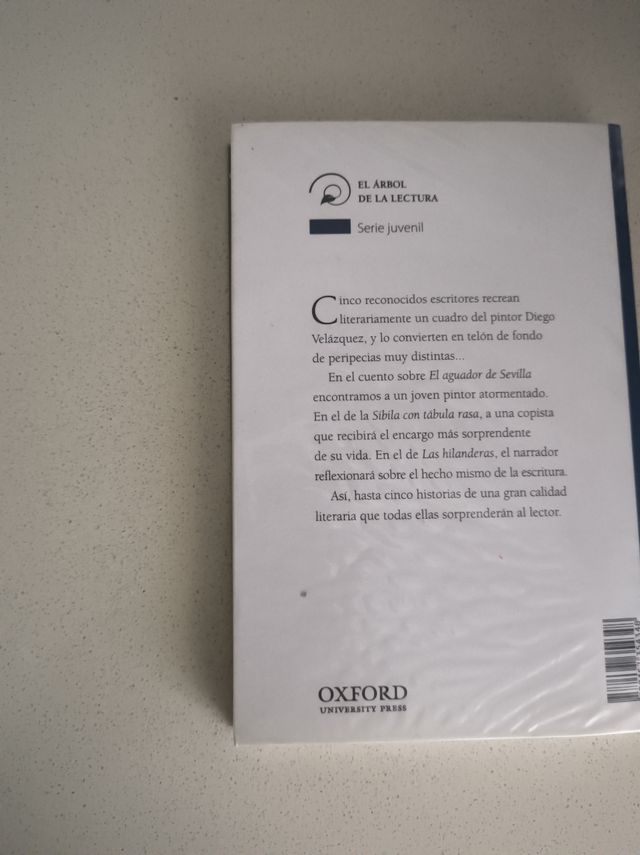 EL ÁRBOL
DE LA LECTURA
Serie juvenil
Cinco reconocidos escritores recrean
literariamente un cuadro del pintor Diego
Velázquez, y lo convierten en telón de fondo
de peripecias muy distintas...
En el cuento sobre El aguador de Sevilla
encontramos a un joven pintor atormentado.
En el de la Sibila con tábula rasa, a una copista
que recibirá el encargo más sorprendente
de su vida. En el de Las hilanderas, el narrador
reflexionará sobre el hecho mismo de la escritura.
Así, hasta cinco historias de una gran calidad
literaria que todas ellas sorprenderán al lector.
OXFORD
UNIVERSITY PRESS